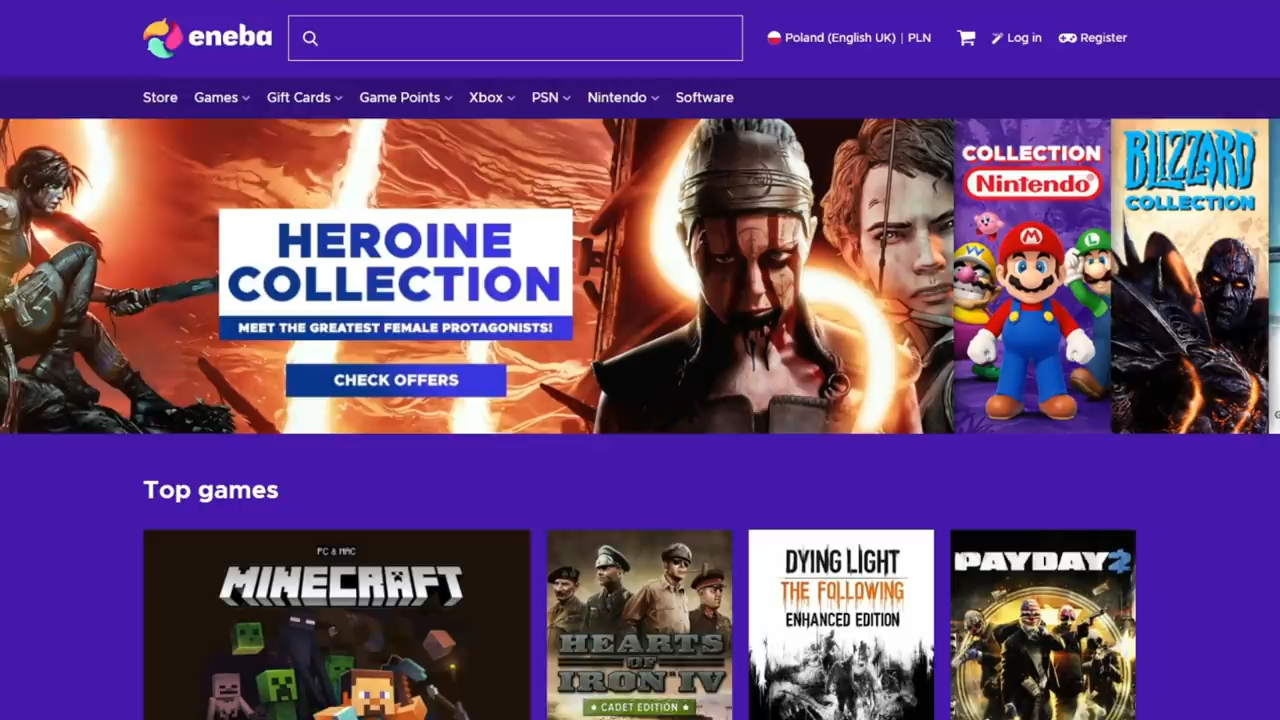 eneba
Poland (English UK) | PLN
Log in
Register
Store
Games
Gift Cards
Game Points
Xbox
PSN
Nintendo
Software
HEROINE
COLLECTION
MEET THE GREATEST FEMALE PROTAGONISTS!
CHECK OFFERS
COLLECTION
Nintendo
BLIZZARD
COLLECTION
Top games
PC & MAC
MINECRAFT
HEARTS
OF
IRON IV
★ CADET EDITION ★
DYING LIGHT
THE FOLLOWING
ENHANCED EDITION
PAYDAY 2